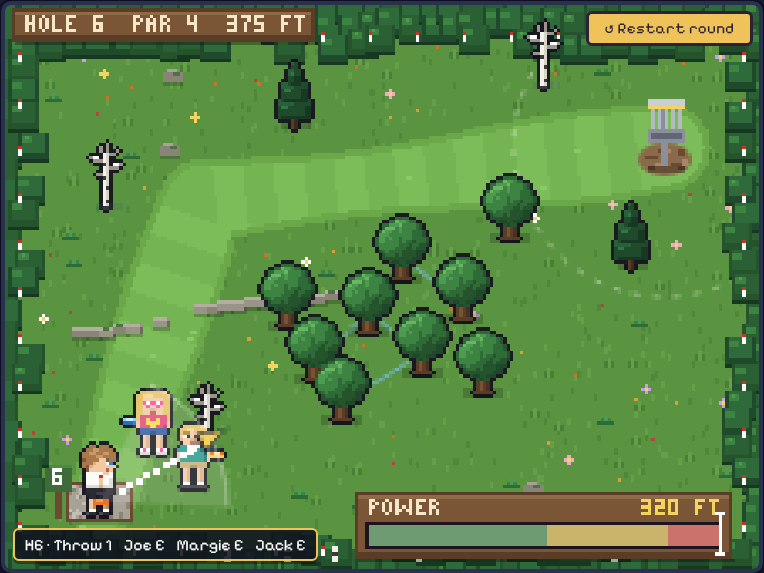 HOLE 6 PAR 4 375 FT
↺ Restart round
6
POWER 320 FT
H6 · Throw 1 Joe E Margie E Jack E